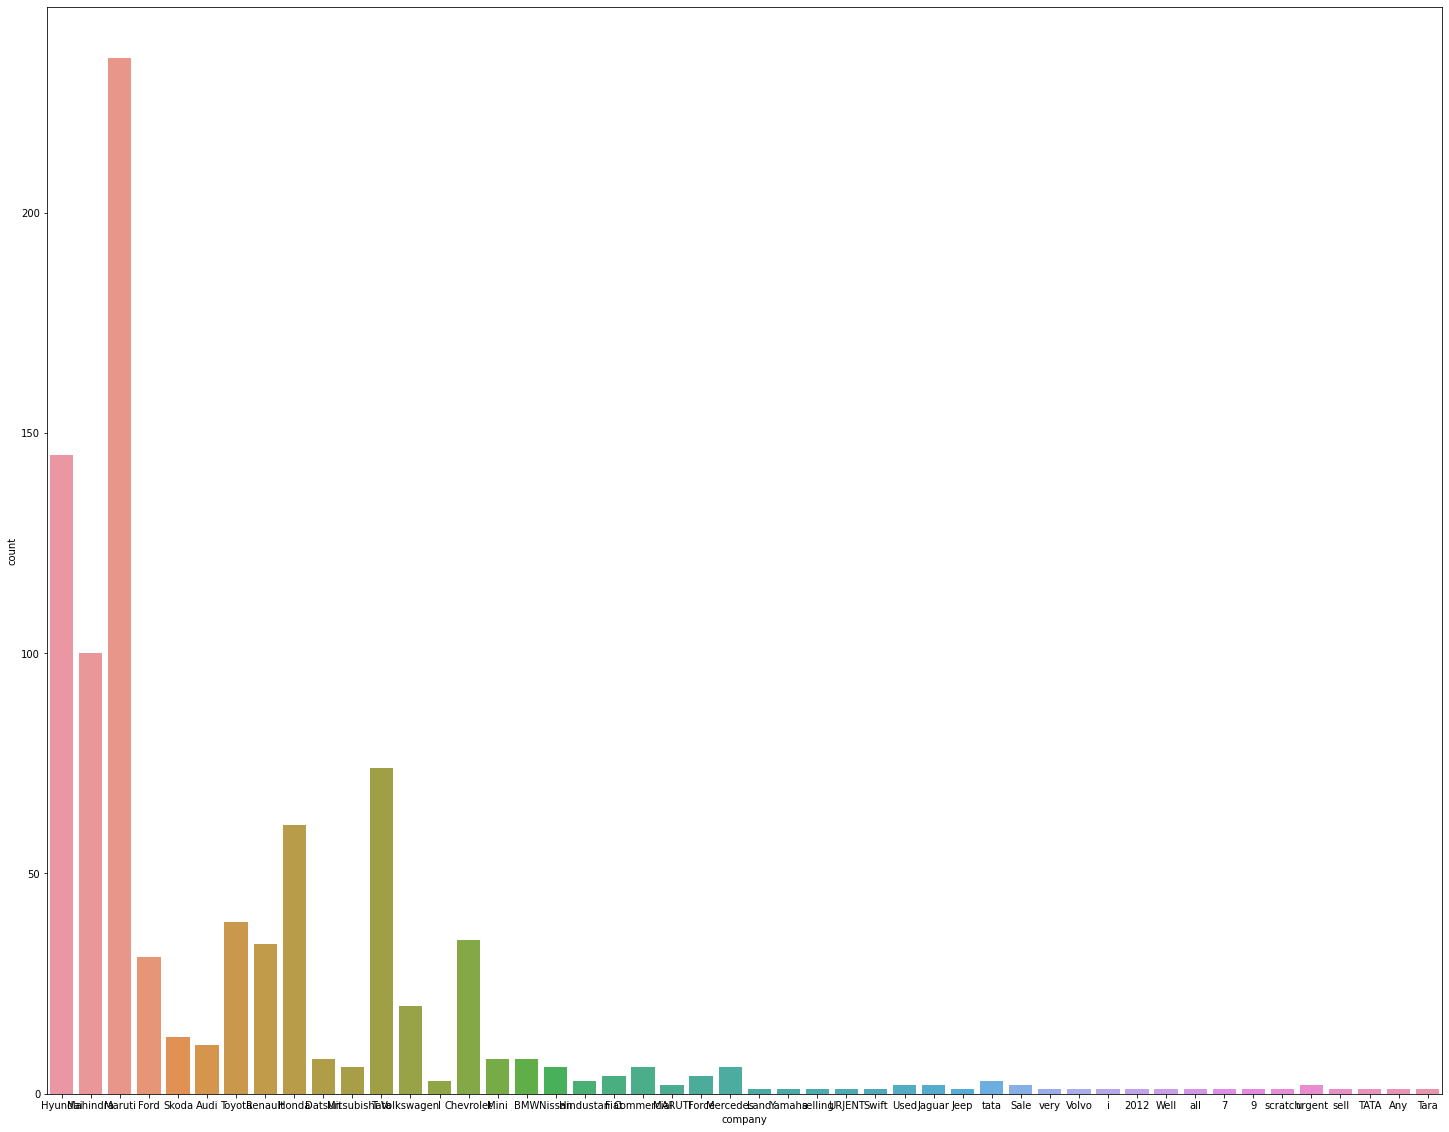 200
150
100
50
0
count
Hyundai Mahindra Maruti Ford Skoda Audi Toyota Renault Honda Datsun Mitsubishi Tata Volkswagen I Chevrolet Mini BMW Nissan Hindustan Fiat Commercial MARUTI Force Mercedes Land Yamaha selling URJENT Swift Used Jaguar Jeep tata Sale very Volvo i 2012 Well all 7 9 scratch urgent sell TATA Any Tara
company